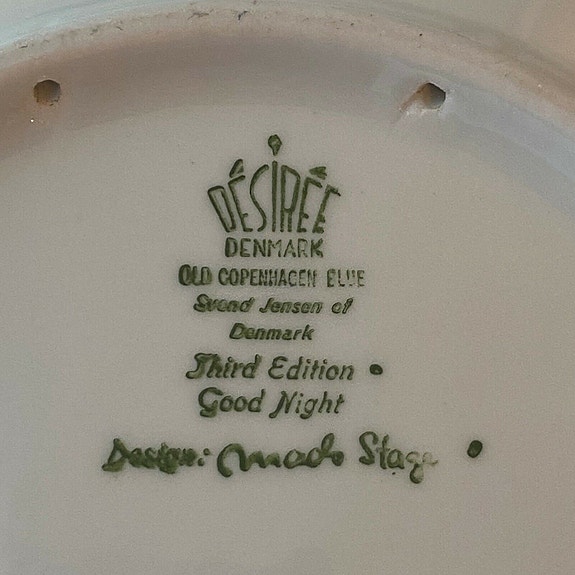 DÉSIRÉE
DENMARK
OLD COPENHAGEN BLUE
Svend Jensen of
Denmark
Third Edition
Good Night
Design: Mads Stage